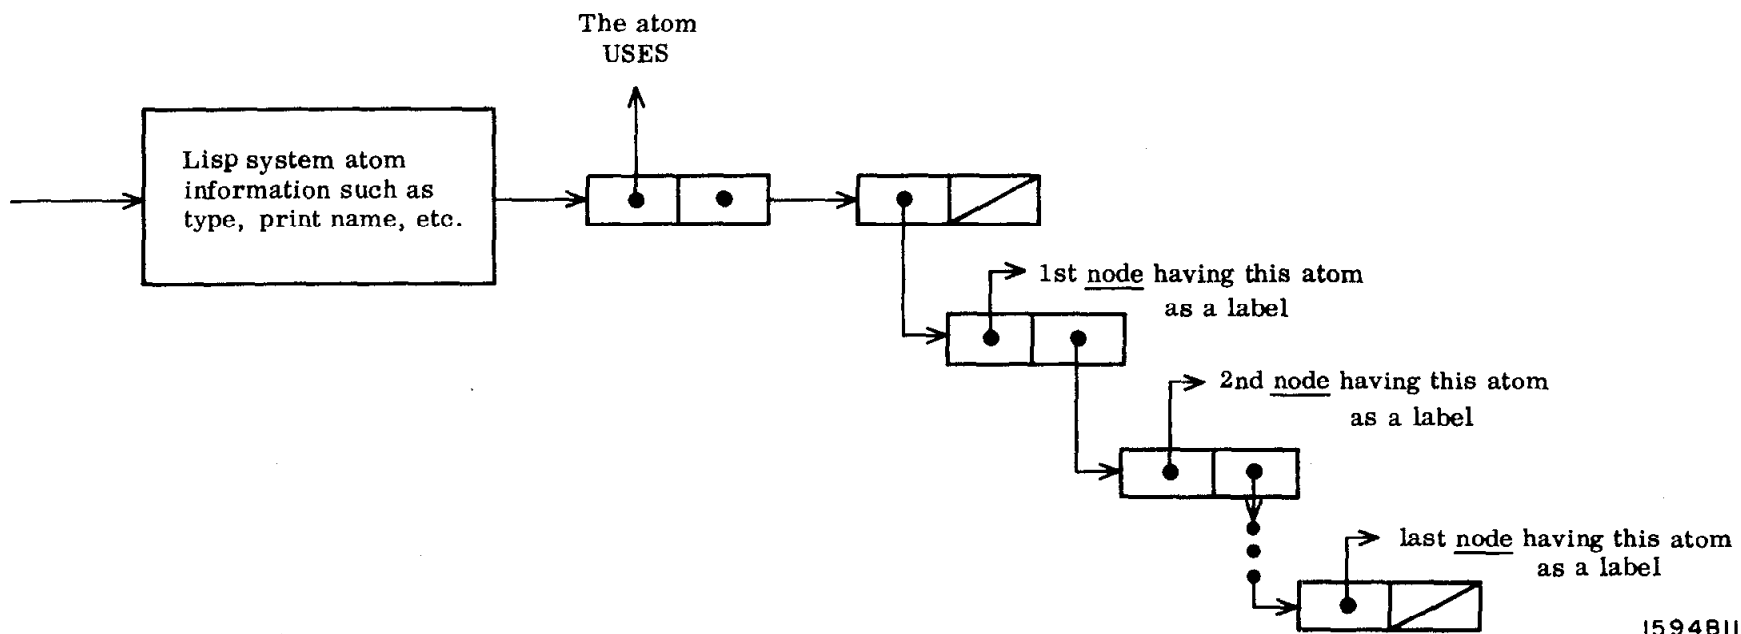 The atom
USES
Lisp system atom
information such as
type, print name, etc.
1st node having this atom
as a label
2nd node having this atom
as a label
last node having this atom
as a label
1594811